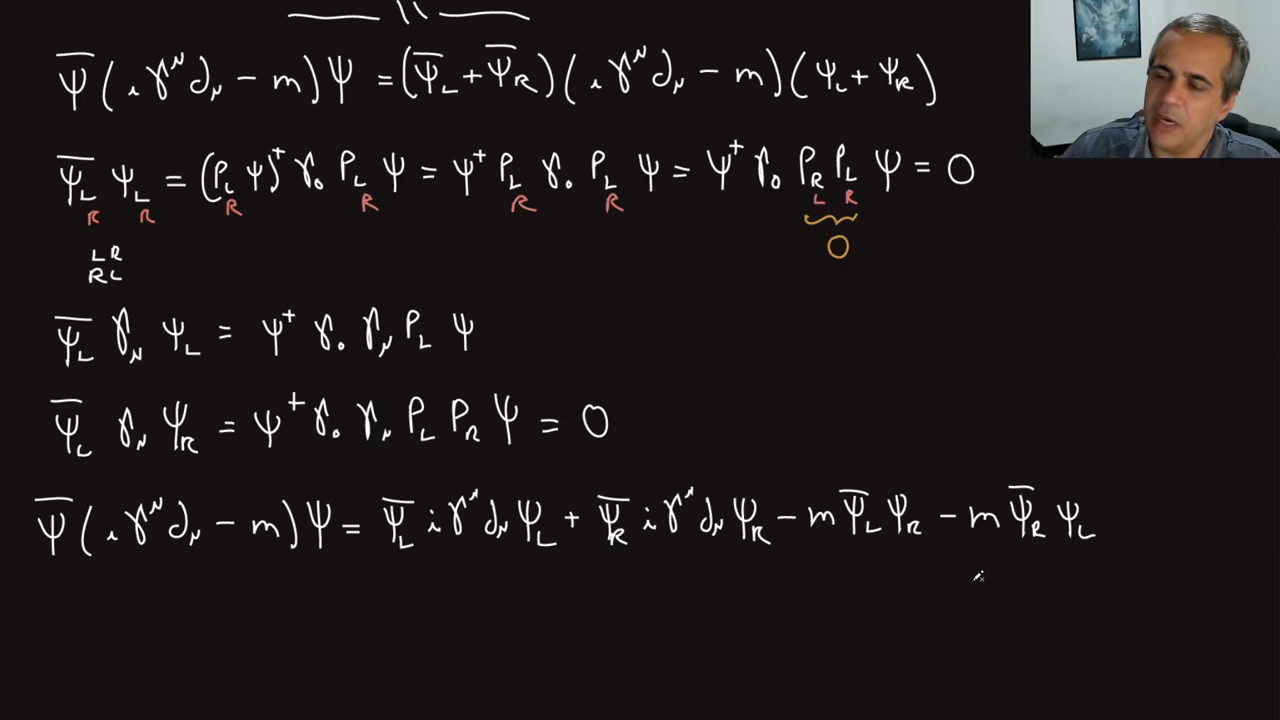 Ψ̄ (i γ^μ ∂_μ − m) Ψ = (Ψ̄_L + Ψ̄_R) (i γ^μ ∂_μ − m) (Ψ_L + Ψ_R)
Ψ̄_L Ψ_L = (P_L Ψ)^† γ_0 P_L Ψ = Ψ^† P_L γ_0 P_L Ψ = Ψ^† γ_0 P_R P_L Ψ = 0
R R R R R R L R
L R 0
R L
Ψ̄_L γ_μ Ψ_L = Ψ^† γ_0 γ_μ P_L Ψ
Ψ̄_L γ_μ Ψ_R = Ψ^† γ_0 γ_μ P_L P_R Ψ = 0
Ψ̄ (i γ^μ ∂_μ − m) Ψ = Ψ̄_L i γ^μ ∂_μ Ψ_L + Ψ̄_R i γ^μ ∂_μ Ψ_R − m Ψ̄_L Ψ_R − m Ψ̄_R Ψ_L